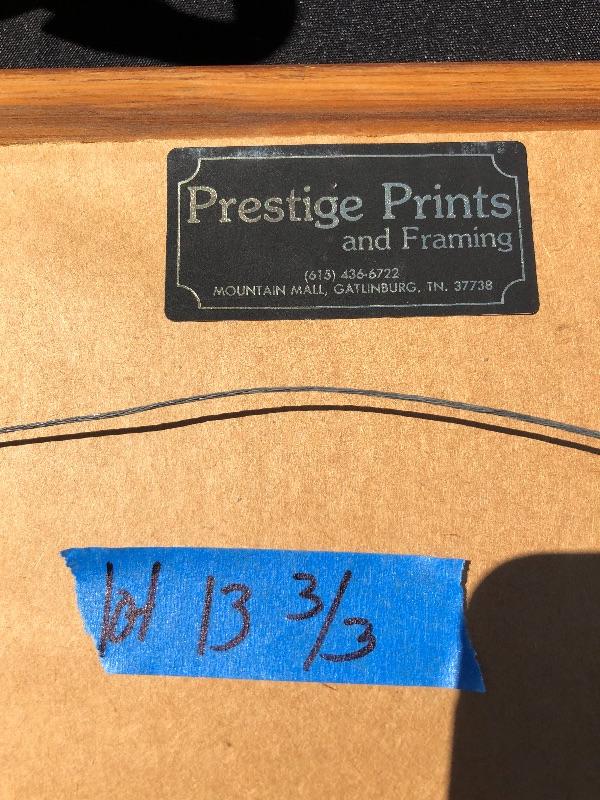 Prestige Prints
and Framing
(615) 436-6722
MOUNTAIN MALL, GATLINBURG, TN. 37738
lot 13 3/3